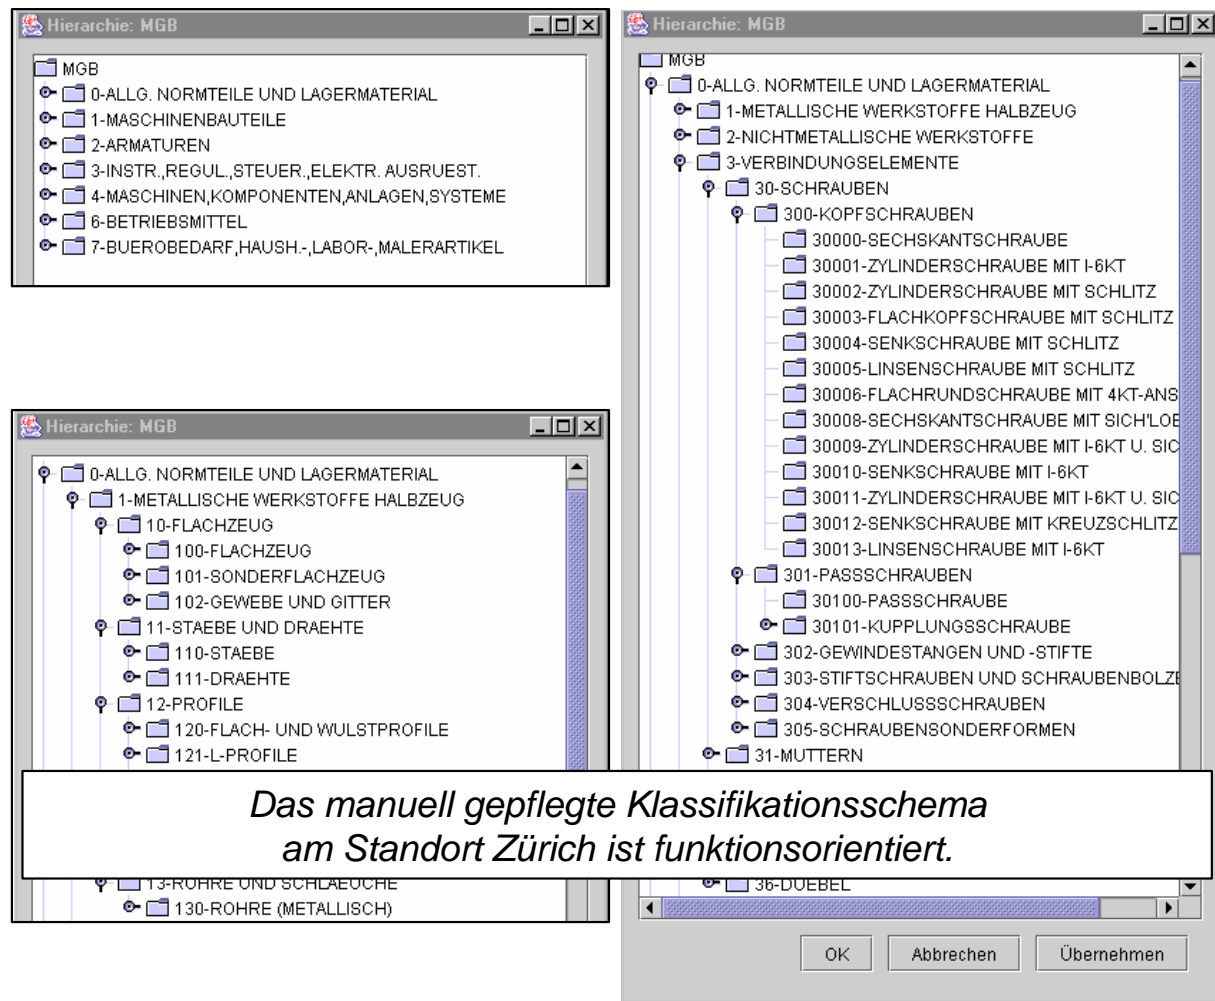 Hierarchie: MGB
MGB
0-ALLG. NORMTEILE UND LAGERMATERIAL
1-MASCHINENBAUTEILE
2-ARMATUREN
3-INSTR.,REGUL.,STEUER.,ELEKTR. AUSRUEST.
4-MASCHINEN,KOMPONENTEN,ANLAGEN,SYSTEME
6-BETRIEBSMITTEL
7-BUEROBEDARF,HAUSH.-,LABOR-,MALERARTIKEL
Hierarchie: MGB
0-ALLG. NORMTEILE UND LAGERMATERIAL
1-METALLISCHE WERKSTOFFE HALBZEUG
10-FLACHZEUG
100-FLACHZEUG
101-SONDERFLACHZEUG
102-GEWEBE UND GITTER
11-STAEBE UND DRAEHTE
110-STAEBE
111-DRAEHTE
12-PROFILE
120-FLACH- UND WULSTPROFILE
121-L-PROFILE
13-ROHRE UND SCHLAEUCHE
130-ROHRE (METALLISCH)
Hierarchie: MGB
MGB
0-ALLG. NORMTEILE UND LAGERMATERIAL
1-METALLISCHE WERKSTOFFE HALBZEUG
2-NICHTMETALLISCHE WERKSTOFFE
3-VERBINDUNGSELEMENTE
30-SCHRAUBEN
300-KOPFSCHRAUBEN
30000-SECHSKANTSCHRAUBE
30001-ZYLINDERSCHRAUBE MIT I-6KT
30002-ZYLINDERSCHRAUBE MIT SCHLITZ
30003-FLACHKOPFSCHRAUBE MIT SCHLITZ
30004-SENKSCHRAUBE MIT SCHLITZ
30005-LINSENSCHRAUBE MIT SCHLITZ
30006-FLACHRUNDSCHRAUBE MIT 4KT-ANS
30008-SECHSKANTSCHRAUBE MIT SICH'LOE
30009-ZYLINDERSCHRAUBE MIT I-6KT U. SIC
30010-SENKSCHRAUBE MIT I-6KT
30011-ZYLINDERSCHRAUBE MIT I-6KT U. SIC
30012-SENKSCHRAUBE MIT KREUZSCHLITZ
30013-LINSENSCHRAUBE MIT I-6KT
301-PASSSCHRAUBEN
30100-PASSSCHRAUBE
30101-KUPPLUNGSSCHRAUBE
302-GEWINDESTANGEN UND -STIFTE
303-STIFTSCHRAUBEN UND SCHRAUBENBOLZE
304-VERSCHLUSSSCHRAUBEN
305-SCHRAUBENSONDERFORMEN
31-MUTTERN
36-DUEBEL
OK Abbrechen Übernehmen
Das manuell gepflegte Klassifikationsschema
am Standort Zürich ist funktionsorientiert.